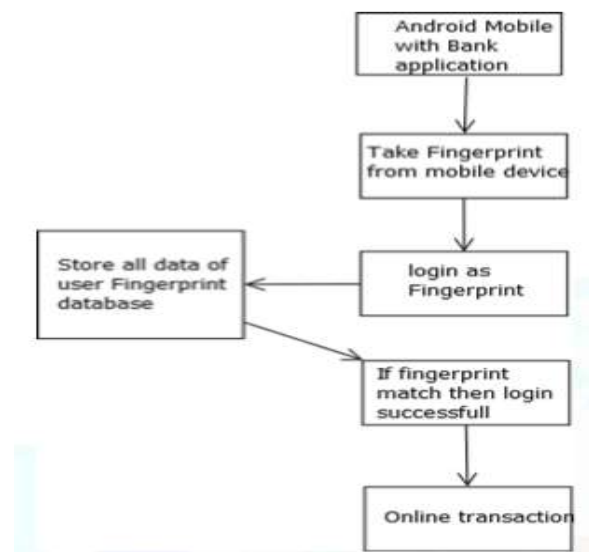 Android Mobile
with Bank
application
Take Fingerprint
from mobile device
login as
Fingerprint
Store all data of
user Fingerprint
database
If fingerprint
match then login
successfull
Online transaction